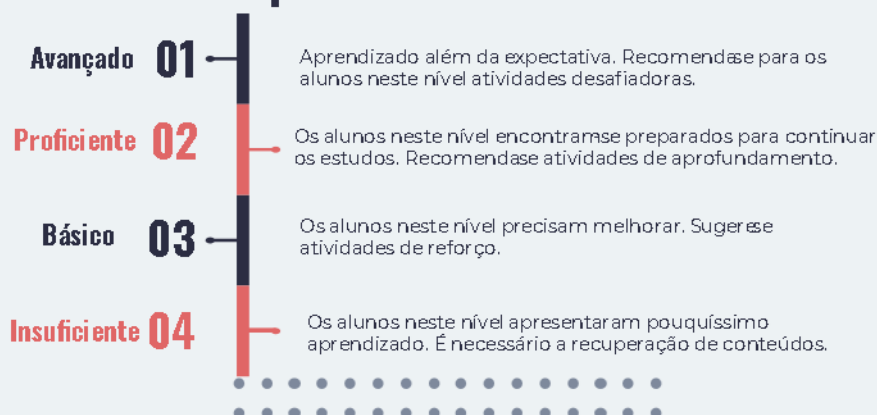 Avançado 01
Aprendizado além da expectativa. Recomendase para os
alunos neste nível atividades desafiadoras.
Proficiente 02
Os alunos neste nível encontramse preparados para continuar
os estudos. Recomendase atividades de aprofundamento.
Básico 03
Os alunos neste nível precisam melhorar. Sugerese
atividades de reforço.
Insuficiente 04
Os alunos neste nível apresentaram pouquíssimo
aprendizado. É necessário a recuperação de conteúdos.